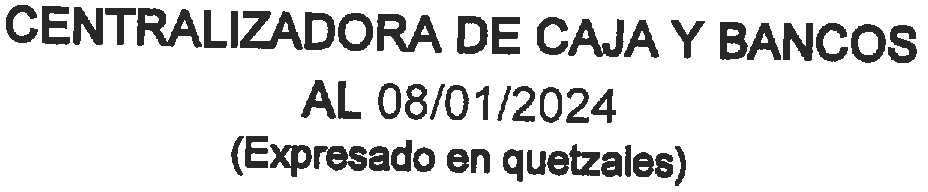 CENTRALIZADORA DE CAJA Y BANCOS
AL 08/01/2024
(Expresado en quetzales)